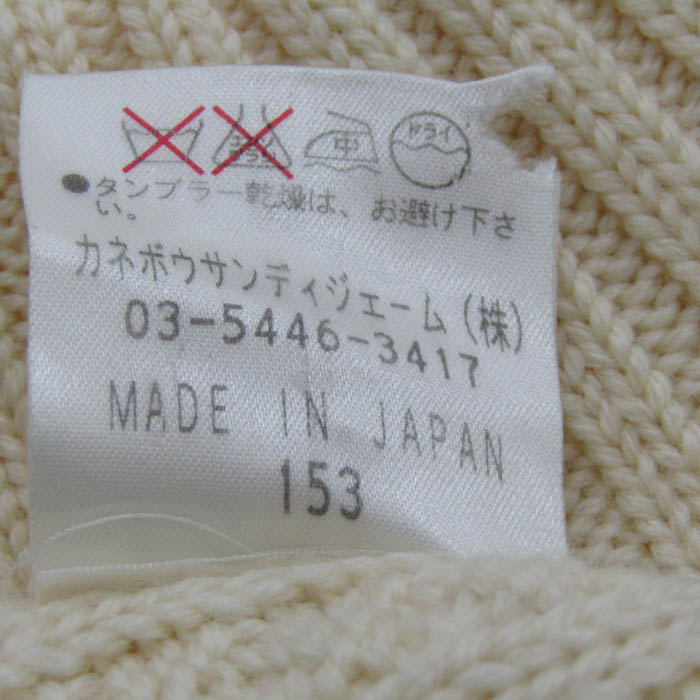 中 ドライ
●タンブラー乾燥は、お避け下さ
い。
カネボウサンディジェーム(株)
03-5446-3417
MADE IN JAPAN
153